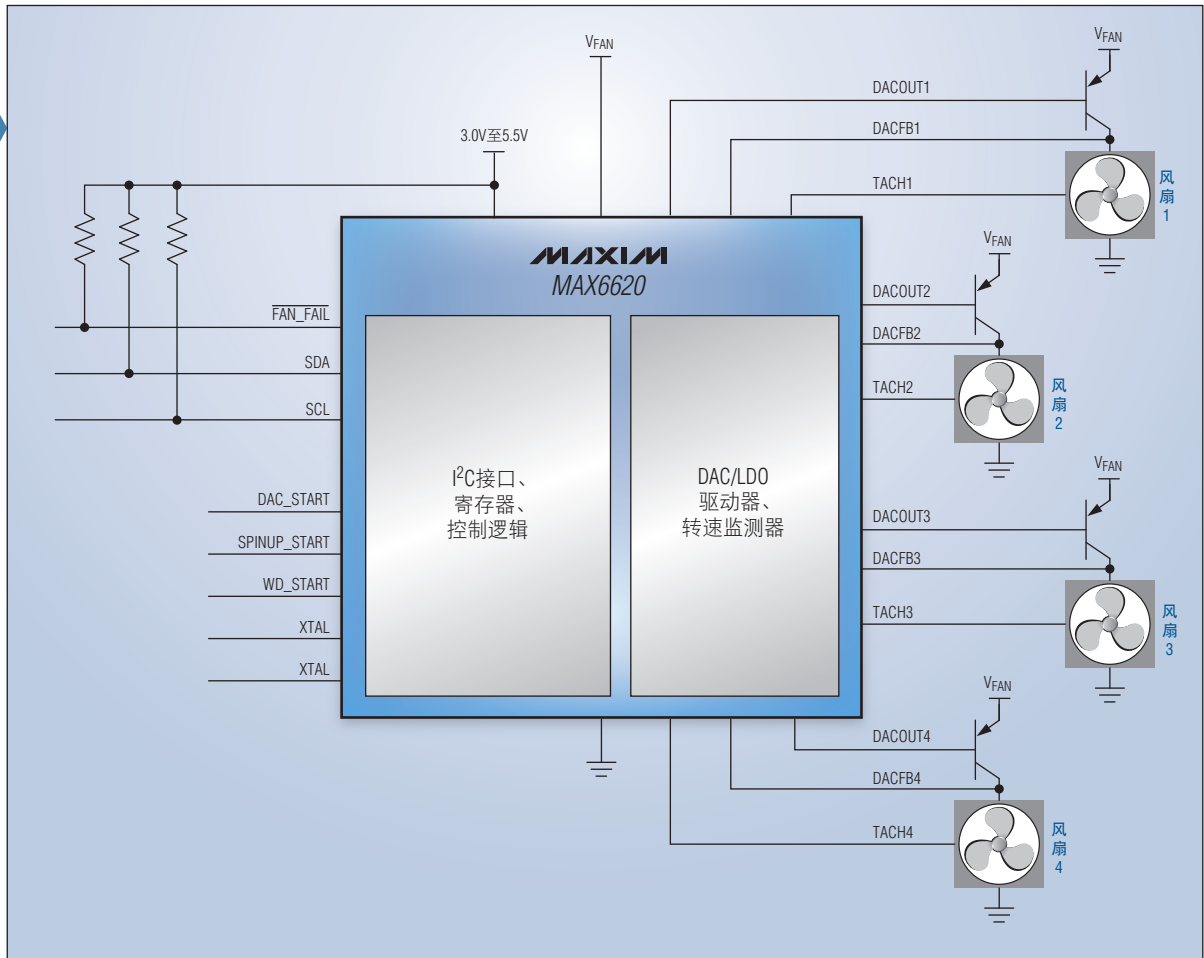 VFAN
VFAN
DACOUT1
3.0V至5.5V
DACFB1
TACH1
风扇1
MAXIM
MAX6620
VFAN
FAN_FAIL
DACOUT2
DACFB2
SDA
TACH2
风扇2
SCL
I²C接口、
寄存器、
控制逻辑
DAC/LDO
驱动器、
转速监测器
VFAN
DAC_START
DACOUT3
SPINUP_START
DACFB3
WD_START
TACH3
风扇3
XTAL
XTAL
VFAN
DACOUT4
DACFB4
TACH4
风扇4